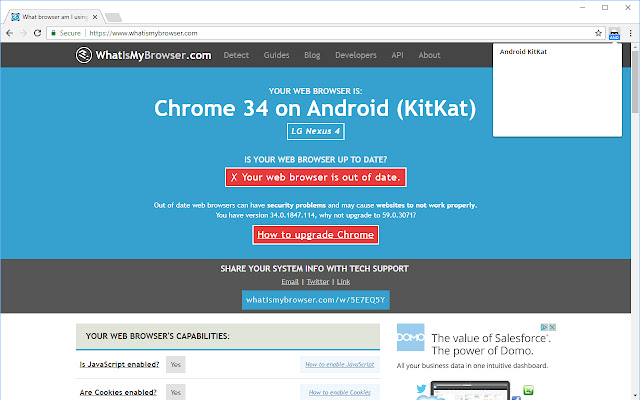 What browser am I using
Secure
https://www.whatismybrowser.com
AND
Android KitKat
WhatIsMyBrowser.com
Detect
Guides
Blog
Developers
API
About
YOUR WEB BROWSER IS:
Chrome 34 on Android (KitKat)
LG Nexus 4
IS YOUR WEB BROWSER UP TO DATE?
X Your web browser is out of date.
Out of date web browsers can have security problems and may cause websites to not work properly.
You have version 34.0.1847.114, why not upgrade to 59.0.3071?
How to upgrade Chrome
SHARE YOUR SYSTEM INFO WITH TECH SUPPORT
Email | Twitter | Link
whatismybrowser.com/w/5E7EQ5Y
YOUR WEB BROWSER'S CAPABILITIES:
Is JavaScript enabled?
Yes
How to enable JavaScript
Are Cookies enabled?
Yes
How to enable Cookies
DOMO
The value of Salesforce®.
The power of Domo.
All your business data in one intuitive dashboard.